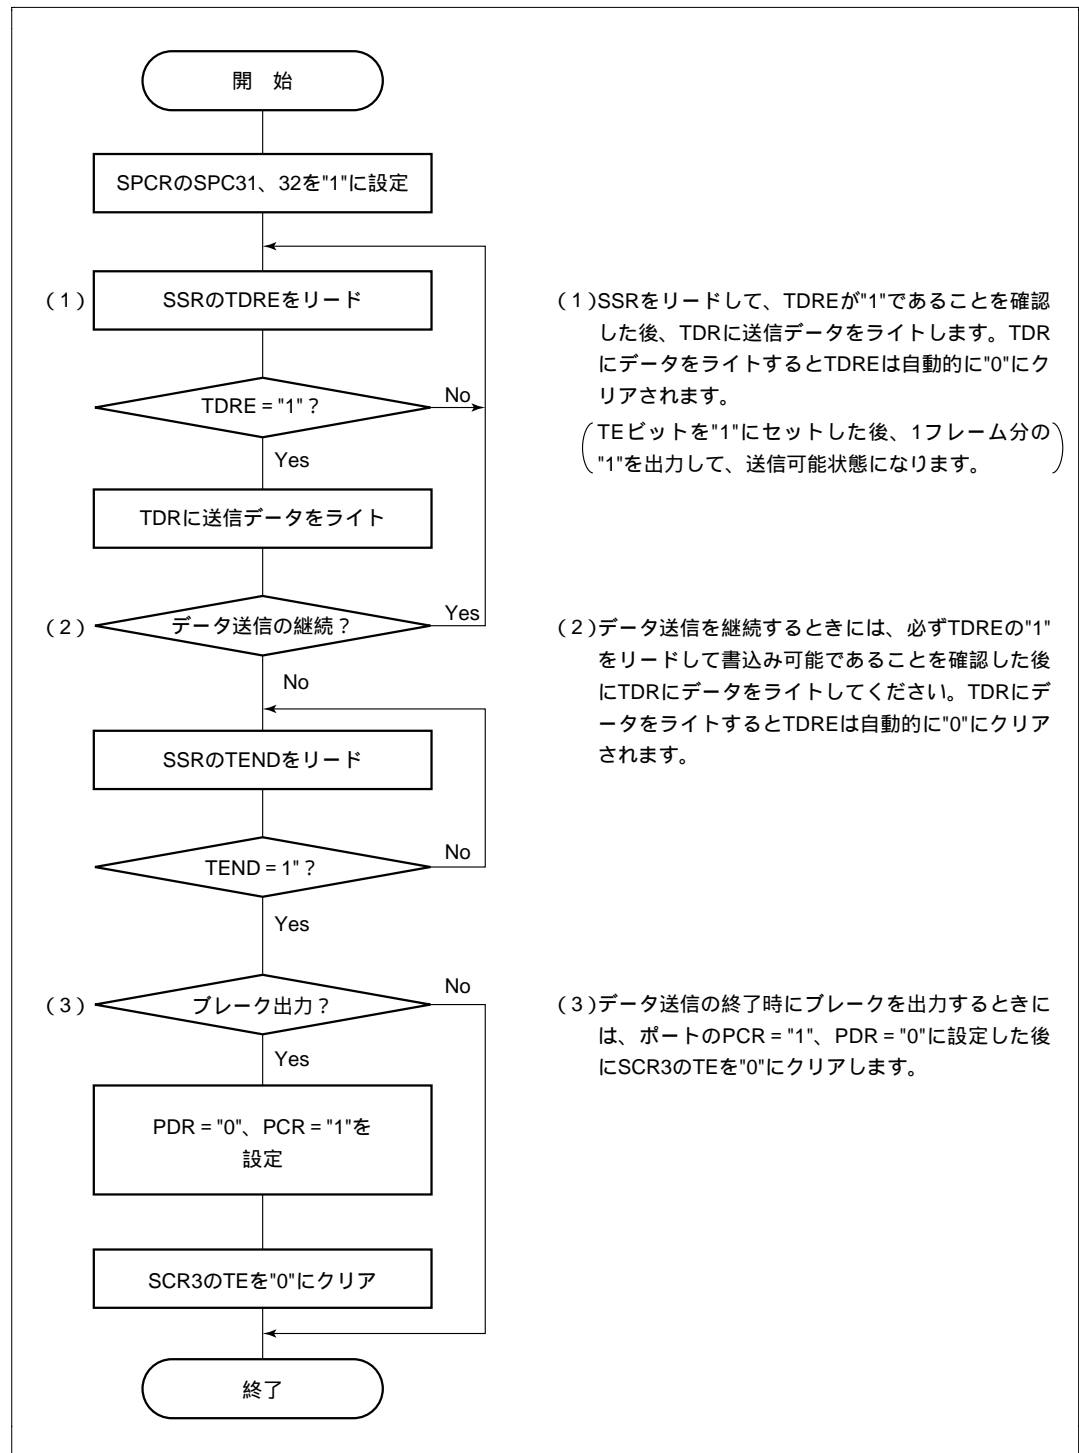 開　始
SPCRのSPC31、32を"1"に設定
(1)
SSRのTDREをリード
TDRE = "1" ?
No
Yes
TDRに送信データをライト
(2)
データ送信の継続？
Yes
No
SSRのTENDをリード
TEND = 1" ?
No
Yes
(3)
ブレーク出力？
No
Yes
PDR = "0"、PCR = "1"を
設定
SCR3のTEを"0"にクリア
終了
(1)SSRをリードして、TDREが"1"であることを確認
した後、TDRに送信データをライトします。TDR
にデータをライトするとTDREは自動的に"0"にク
リアされます。
(TEビットを"1"にセットした後、1フレーム分の
"1"を出力して、送信可能状態になります。)
(2)データ送信を継続するときには、必ずTDREの"1"
をリードして書込み可能であることを確認した後
にTDRにデータをライトしてください。TDRにデ
ータをライトするとTDREは自動的に"0"にクリア
されます。
(3)データ送信の終了時にブレークを出力するときに
は、ポートのPCR = "1"、PDR = "0"に設定した後
にSCR3のTEを"0"にクリアします。